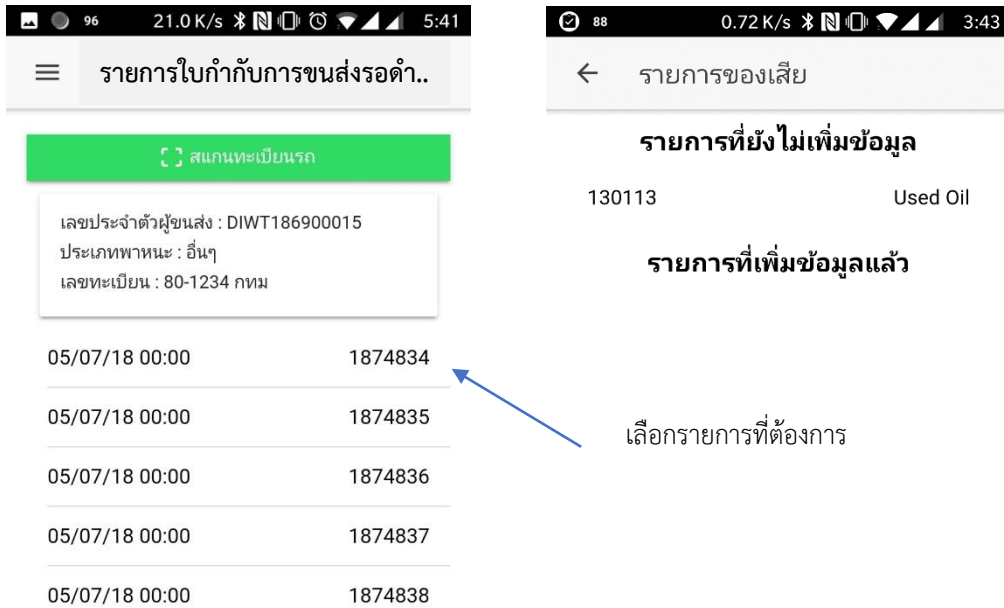 96 21.0 K/s 5:41
รายการใบกำกับการขนส่งรอดำ..
สแกนทะเบียนรถ
เลขประจำตัวผู้ขนส่ง : DIWT186900015
ประเภทพาหนะ : อื่นๆ
เลขทะเบียน : 80-1234 กทม
05/07/18 00:00 1874834
05/07/18 00:00 1874835
05/07/18 00:00 1874836
05/07/18 00:00 1874837
05/07/18 00:00 1874838
88 0.72 K/s 3:43
รายการของเสีย
รายการที่ยังไม่เพิ่มข้อมูล
130113 Used Oil
รายการที่เพิ่มข้อมูลแล้ว
เลือกรายการที่ต้องการ